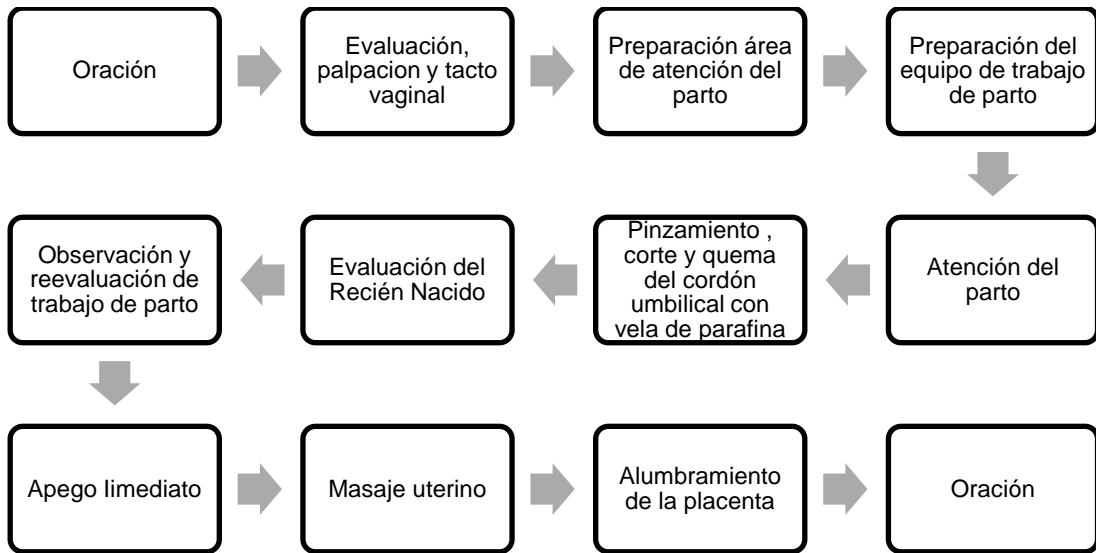 Oración
Evaluación,
palpacion y tacto
vaginal
Preparación área
de atención del
parto
Preparación del
equipo de trabajo
de parto
Atención del
parto
Pinzamiento ,
corte y quema
del cordón
umbilical con
vela de parafina
Evaluación del
Recién Nacido
Observación y
reevaluación de
trabajo de parto
Apego Iimediato
Masaje uterino
Alumbramiento
de la placenta
Oración